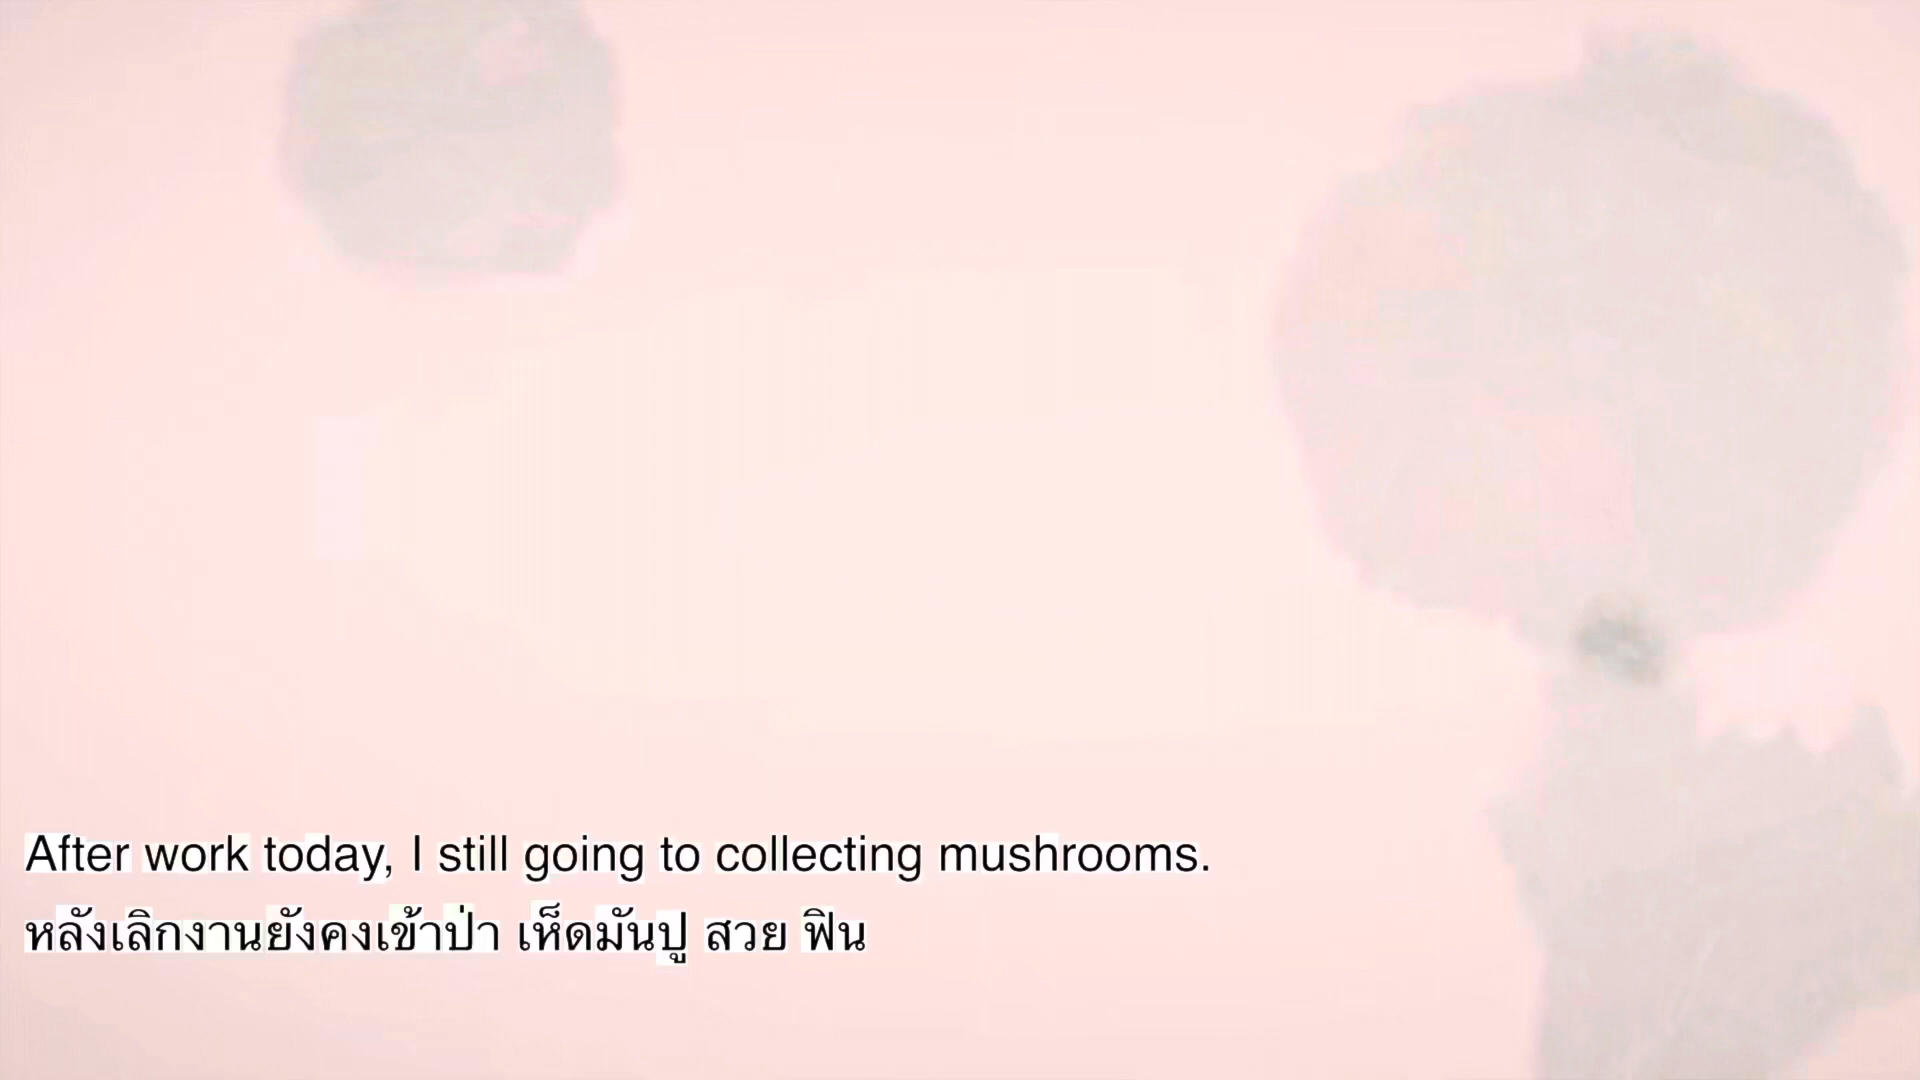 After work today, I still going to collecting mushrooms.
หลังเลิกงานยังคงเข้าป่า เห็ดมันปู สวย ฟิน